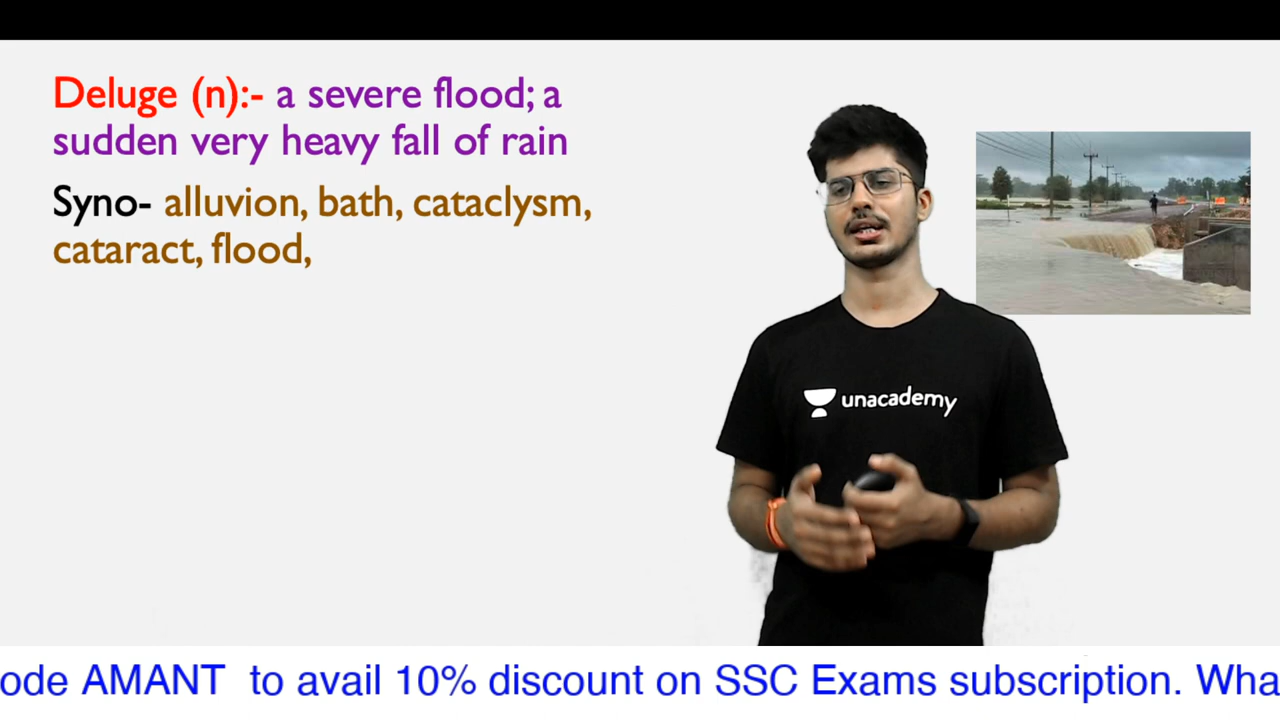 Deluge (n):- a severe flood; a
sudden very heavy fall of rain
Syno- alluvion, bath, cataclysm,
cataract, flood,
unacademy
ode AMANT to avail 10% discount on SSC Exams subscription. Wha